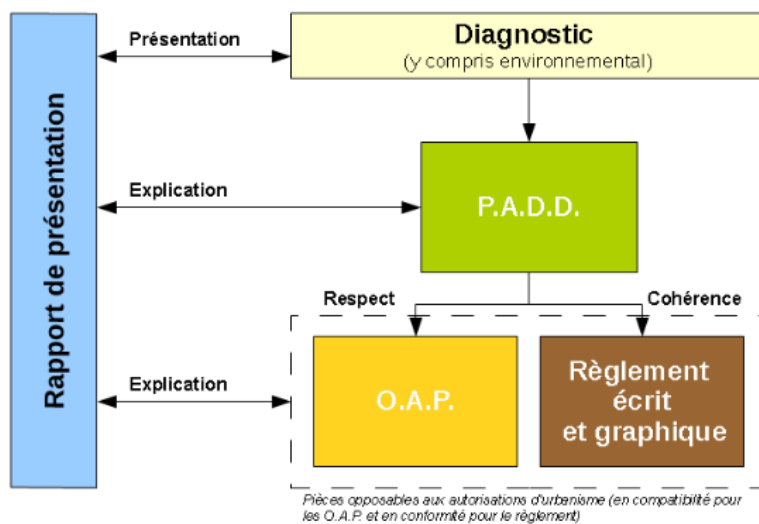 Présentation
Diagnostic
(y compris environnemental)
Rapport de présentation
Explication
P.A.D.D.
Respect
Cohérence
Explication
O.A.P.
Règlement
écrit
et graphique
Pièces opposables aux autorisations d'urbanisme (en compatibilité pour
les O.A.P. et en conformité pour le règlement)